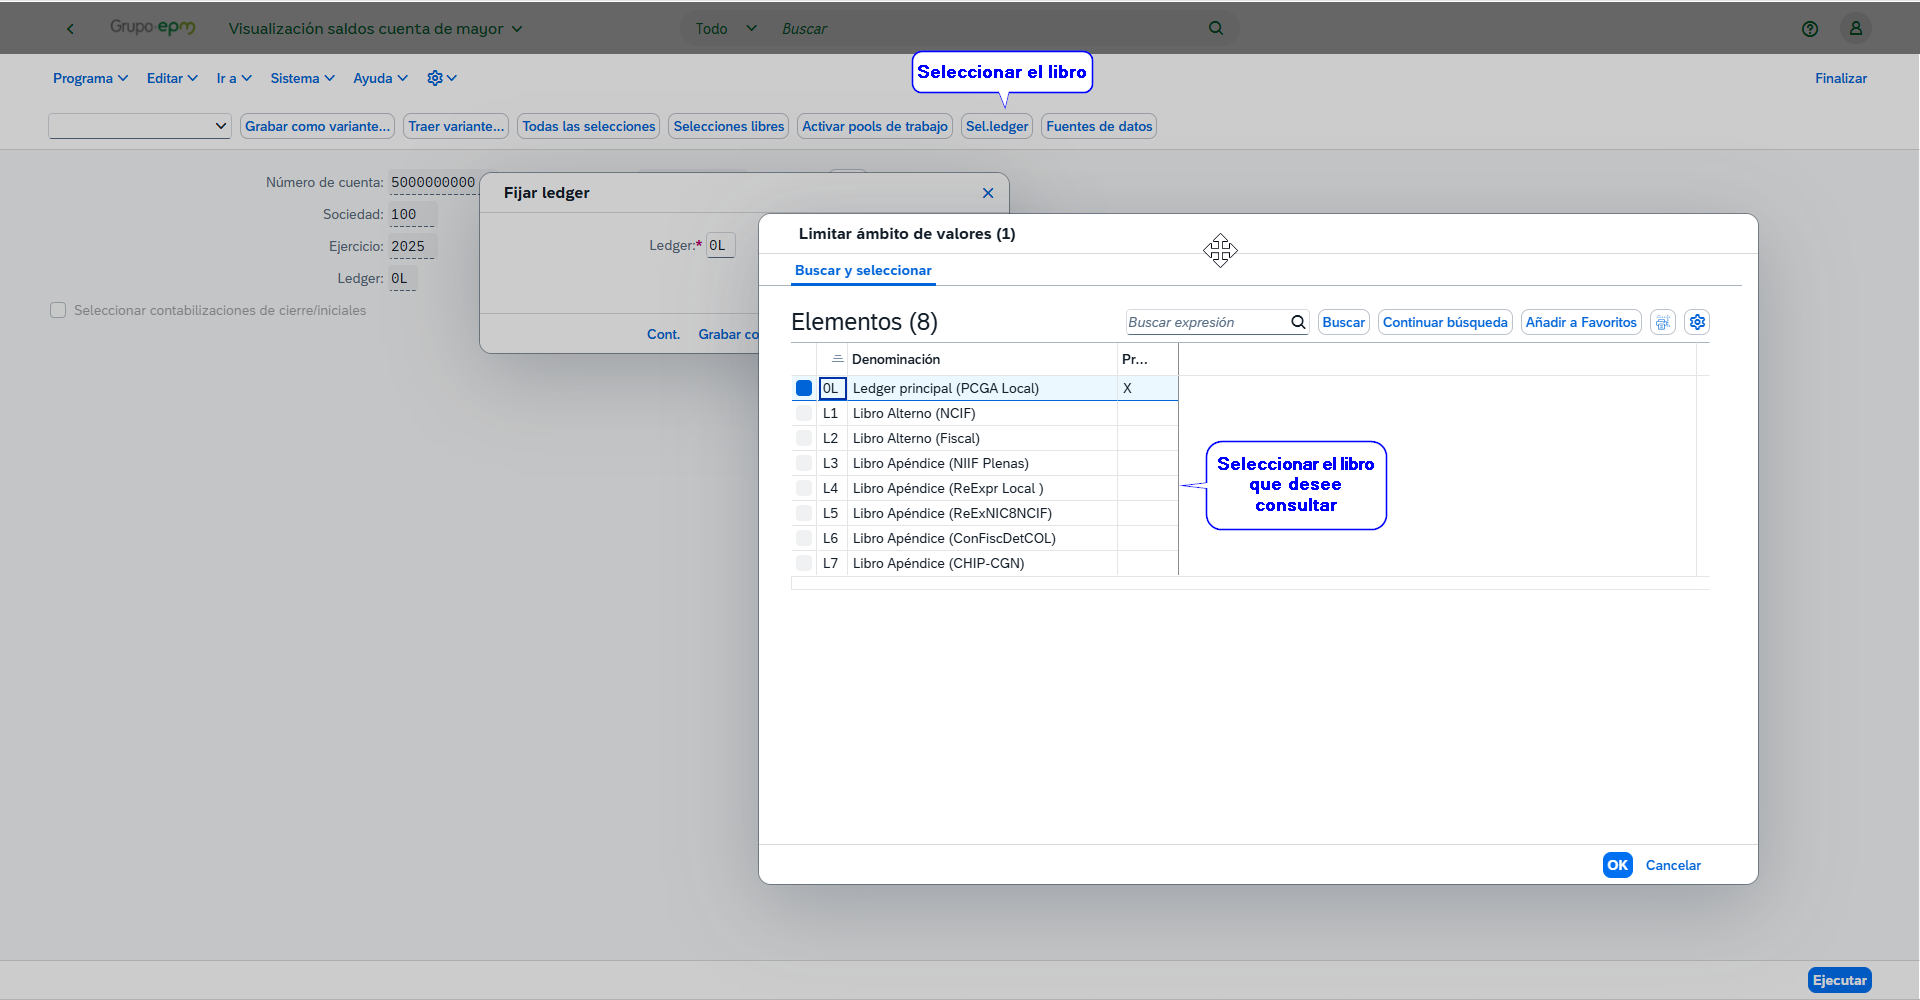 Grupo·epm
Visualización saldos cuenta de mayor
Todo
Buscar
Seleccionar el libro
Programa
Editar
Ir a
Sistema
Ayuda
Finalizar
Grabar como variante...
Traer variante...
Todas las selecciones
Selecciones libres
Activar pools de trabajo
Sel.ledger
Fuentes de datos
Número de cuenta: 5000000000
Sociedad: 100
Ejercicio: 2025
Ledger: 0L
Seleccionar contabilizaciones de cierre/iniciales
Fijar ledger
Ledger:* 0L
Cont.
Grabar co
Limitar ámbito de valores (1)
Buscar y seleccionar
Elementos (8)
Buscar expresión
Buscar
Continuar búsqueda
Añadir a Favoritos
Denominación Pr...
0L Ledger principal (PCGA Local) X
L1 Libro Alterno (NCIF)
L2 Libro Alterno (Fiscal)
L3 Libro Apéndice (NIIF Plenas)
L4 Libro Apéndice (ReExpr Local )
L5 Libro Apéndice (ReExNIC8NCIF)
L6 Libro Apéndice (ConFiscDetCOL)
L7 Libro Apéndice (CHIP-CGN)
Seleccionar el libro
que desee
consultar
OK
Cancelar
Ejecutar